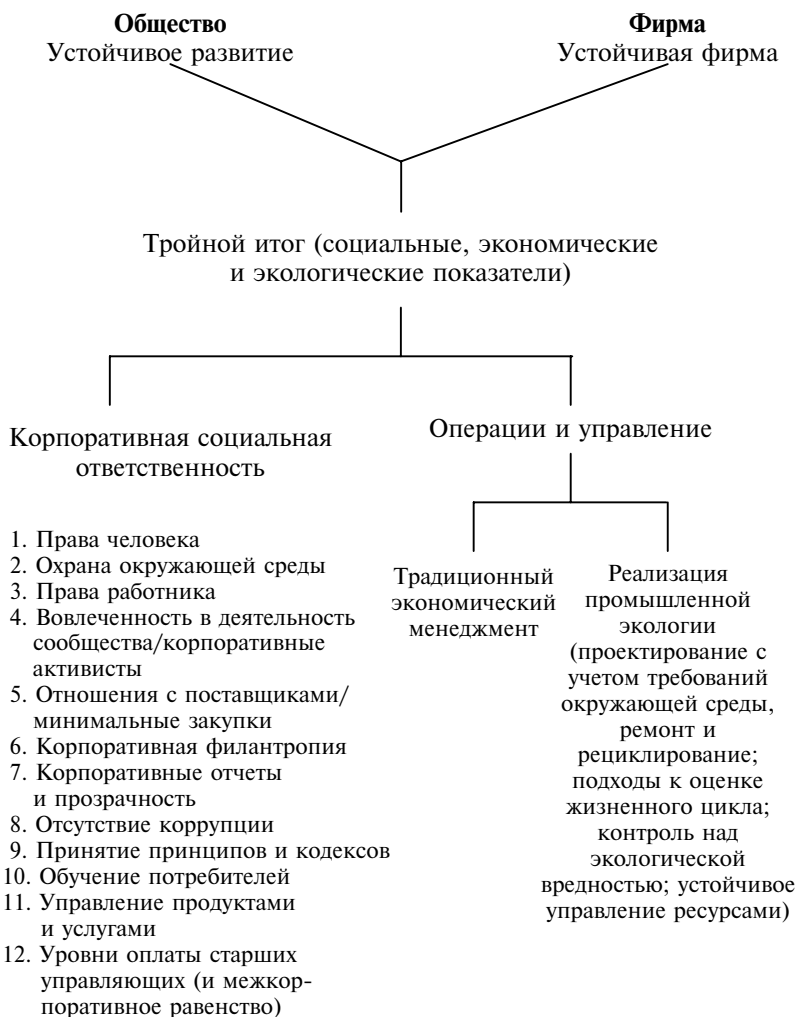 Общество
Устойчивое развитие
Фирма
Устойчивая фирма
Тройной итог (социальные, экономические
и экологические показатели)
Корпоративная социальная
ответственность
Операции и управление
1. Права человека
2. Охрана окружающей среды
3. Права работника
4. Вовлеченность в деятельность
сообщества/корпоративные
активисты
5. Отношения с поставщиками/
минимальные закупки
6. Корпоративная филантропия
7. Корпоративные отчеты
и прозрачность
8. Отсутствие коррупции
9. Принятие принципов и кодексов
10. Обучение потребителей
11. Управление продуктами
и услугами
12. Уровни оплаты старших
управляющих (и межкор-
поративное равенство)
Традиционный
экономический
менеджмент
Реализация
промышленной
экологии
(проектирование с
учетом требований
окружающей среды,
ремонт и
рециклирование;
подходы к оценке
жизненного цикла;
контроль над
экологической
вредностью; устойчивое
управление ресурсами)